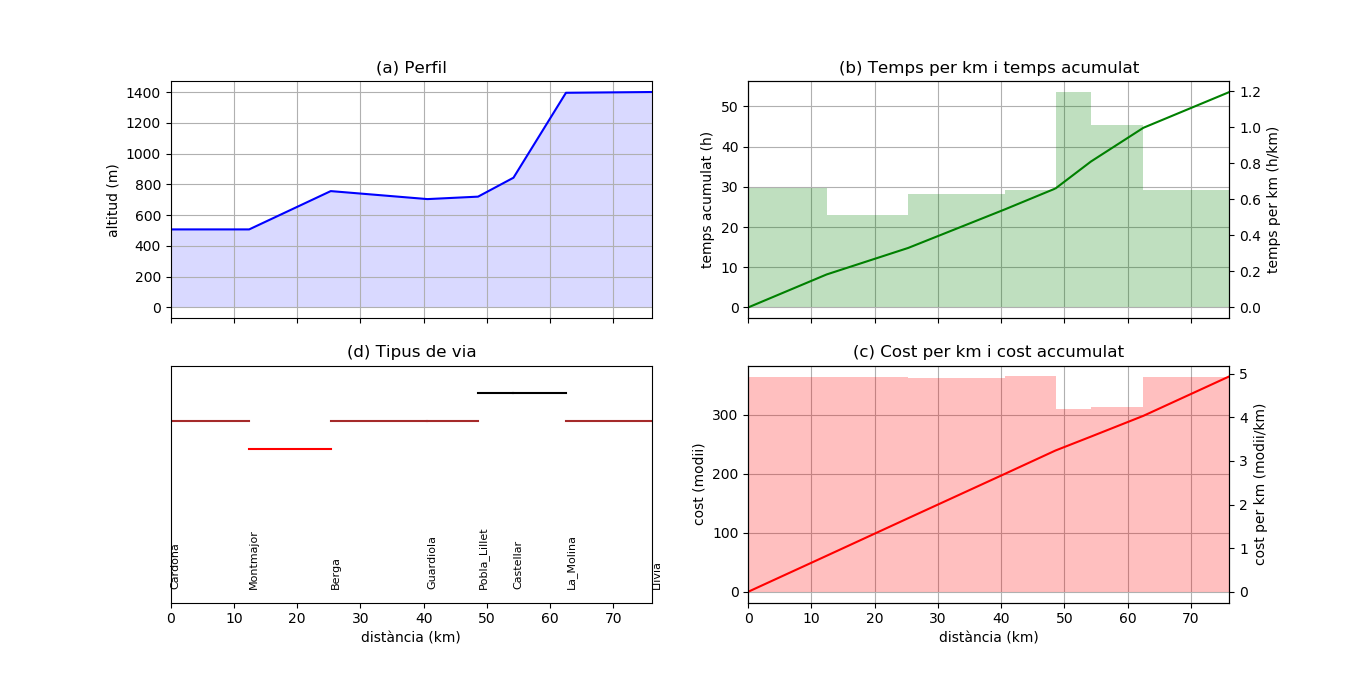 (a) Perfil
altitud (m)
1400
1200
1000
800
600
400
200
0
(b) Temps per km i temps acumulat
temps acumulat (h)
50
40
30
20
10
0
1.2
1.0
0.8
0.6
0.4
0.2
0.0
temps per km (h/km)
(d) Tipus de via
Cardona
Montmajor
Berga
Guardiola
Pobla_Lillet
Castellar
La_Molina
Llivia
0 10 20 30 40 50 60 70
distància (km)
(c) Cost per km i cost accumulat
cost (modii)
300
200
100
0
5
4
3
2
1
0
cost per km (modii/km)
0 10 20 30 40 50 60 70
distància (km)